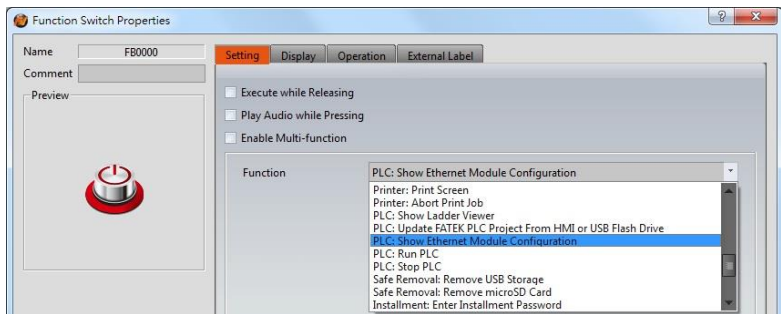 Function Switch Properties
Name FB0000
Comment
Preview
Setting Display Operation External Label
Execute while Releasing
Play Audio while Pressing
Enable Multi-function
Function PLC: Show Ethernet Module Configuration
Printer: Print Screen
Printer: Abort Print Job
PLC: Show Ladder Viewer
PLC: Update FATEK PLC Project From HMI or USB Flash Drive
PLC: Show Ethernet Module Configuration
PLC: Run PLC
PLC: Stop PLC
Safe Removal: Remove USB Storage
Safe Removal: Remove microSD Card
Installment: Enter Installment Password